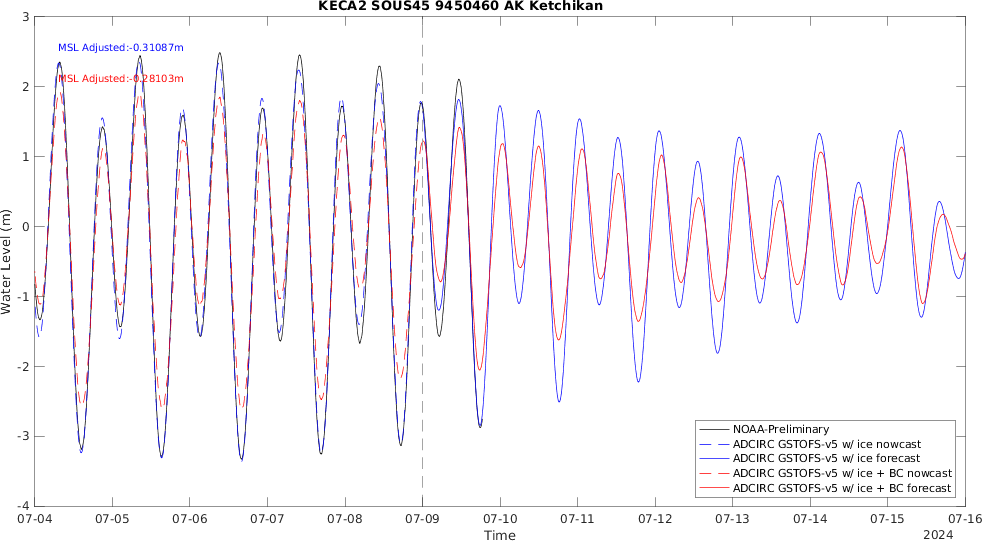 KECA2 SOUS45 9450460 AK Ketchikan
MSL Adjusted:-0.31087m
MSL Adjusted:-0.28103m
3
2
1
0
-1
-2
-3
-4
Water Level (m)
07-04 07-05 07-06 07-07 07-08 07-09 07-10 07-11 07-12 07-13 07-14 07-15 07-16
Time
2024
NOAA-Preliminary
ADCIRC GSTOFS-v5 w/ ice nowcast
ADCIRC GSTOFS-v5 w/ ice forecast
ADCIRC GSTOFS-v5 w/ ice + BC nowcast
ADCIRC GSTOFS-v5 w/ ice + BC forecast